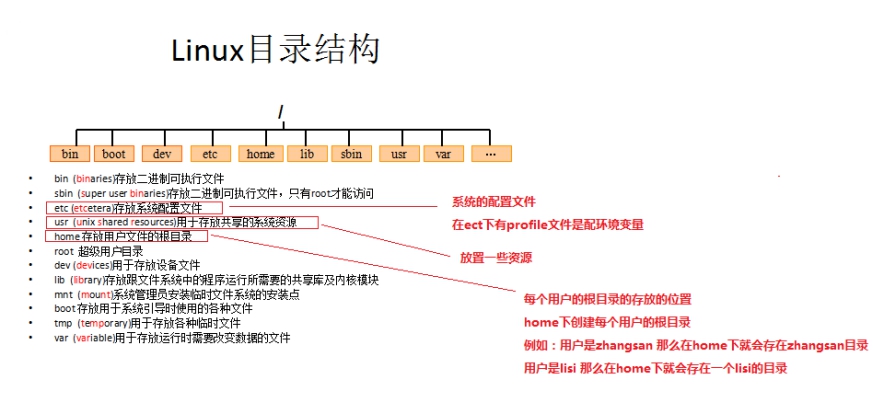 Linux目录结构
/
bin boot dev etc home lib sbin usr var ...
• bin (binaries)存放二进制可执行文件
• sbin (super user binaries)存放二进制可执行文件，只有root才能访问
• etc (etcetera)存放系统配置文件
• usr (unix shared resources)用于存放共享的系统资源
• home 存放用户文件的根目录
• root 超级用户目录
• dev (devices)用于存放设备文件
• lib (library)存放跟文件系统中的程序运行所需要的共享库及内核模块
• mnt (mount)系统管理员安装临时文件系统的安装点
• boot 存放用于系统引导时使用的各种文件
• tmp (temporary)用于存放各种临时文件
• var (variable)用于存放运行时需要改变数据的文件
系统的配置文件
在ect下有profile文件是配环境变量
放置一些资源
每个用户的根目录的存放的位置
home下创建每个用户的根目录
例如：用户是zhangsan 那么在home下就会存在zhangsan目录
用户是lisi 那么在home下就会存在一个lisi的目录